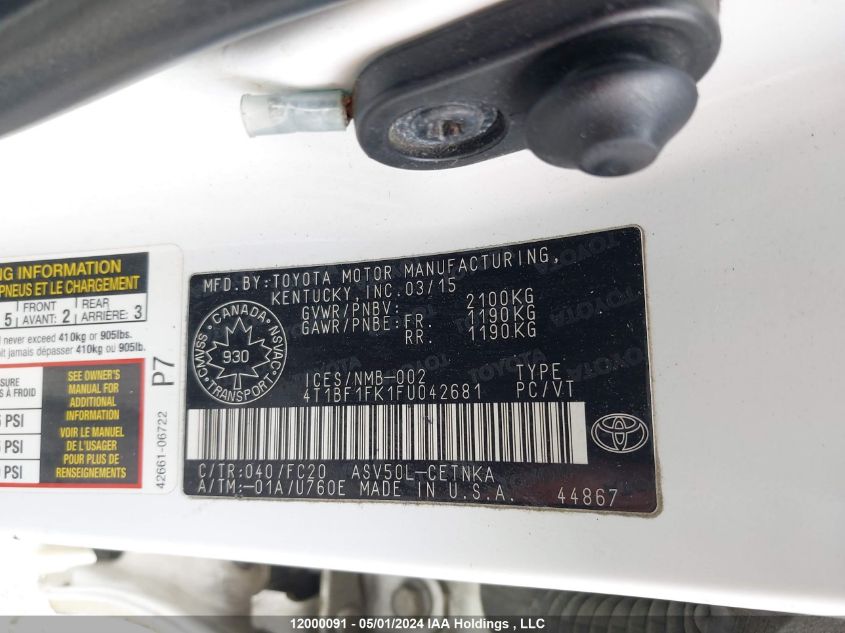 NG INFORMATION
PNEUS ET LE CHARGEMENT
5 FRONT AVANT: 2 REAR ARRIÈRE: 3
never exceed 410kg or 905lbs.
oit jamais dépasser 410kg ou 905lb.
SURE
S À FROID
PSI
PSI
PSI
SEE OWNER'S
MANUAL FOR
ADDITIONAL
INFORMATION
VOIR LE MANUEL
DE L'USAGER
POUR PLUS DE
RENSEIGNEMENTS
P7
42661-06722
MFD. BY: TOYOTA MOTOR MANUFACTURING,
KENTUCKY, INC. 03/15
GVWR/PNBV: 2100KG
GAWR/PNBE: FR. 1190KG
RR. 1190KG
CANADA
CMVSS NSVAC
930
TRANSPORT
ICES/NMB-002 TYPE
4T1BF1FK1FU042681 PC/VT
C/TR:040/FC20 ASV50L-CETNKA
A/TM:-01A/U760E MADE IN U.S.A. 44867
12000091 - 05/01/2024 IAA Holdings , LLC